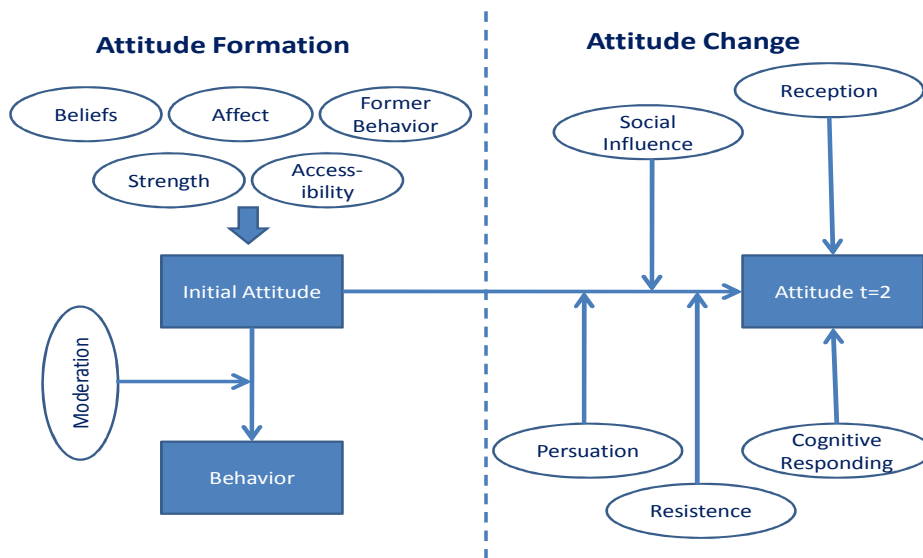 Attitude Formation
Beliefs
Affect
Former
Behavior
Strength
Access-
ibility
Initial Attitude
Moderation
Behavior
Attitude Change
Reception
Social
Influence
Attitude t=2
Persuation
Cognitive
Responding
Resistence